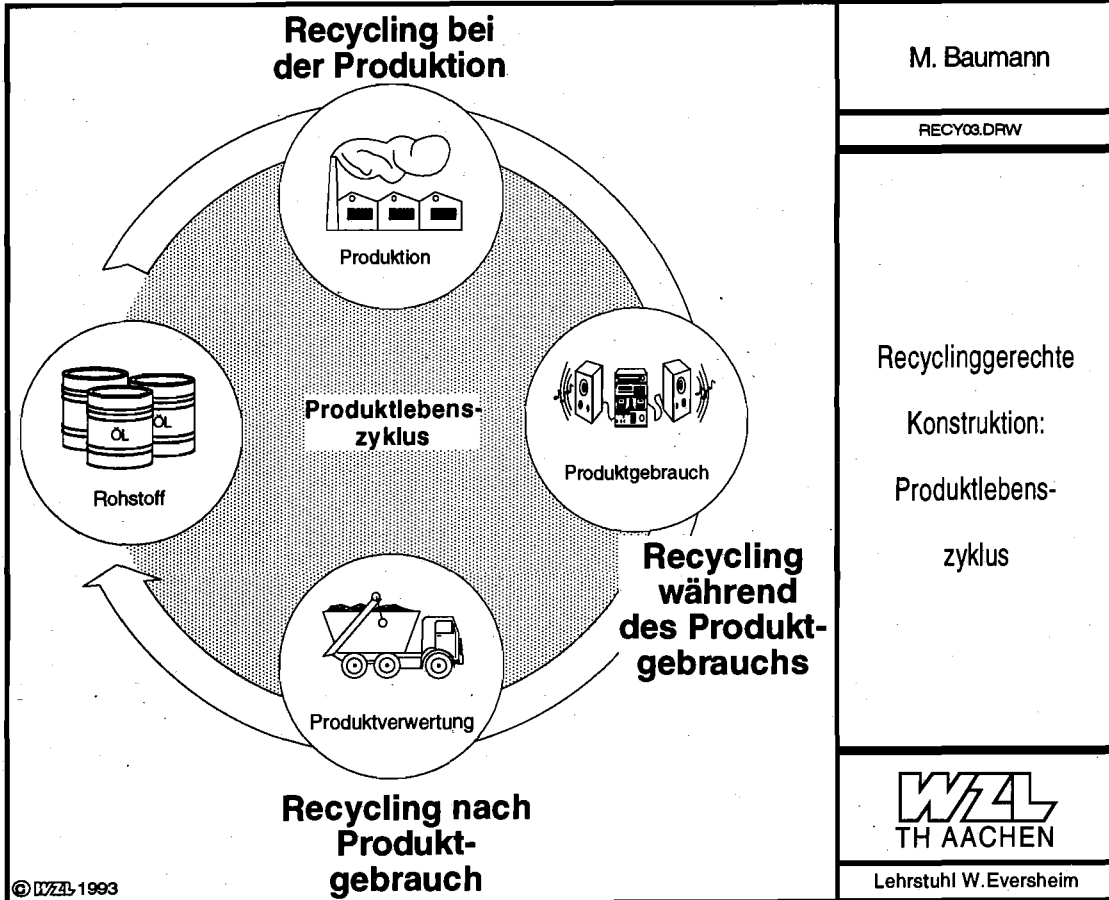 Recycling bei
der Produktion
Produktion
ÖL
ÖL
ÖL
Rohstoff
Produktlebens-
zyklus
Produktgebrauch
Recycling
während
des Produkt-
gebrauchs
Produktverwertung
Recycling nach
Produkt-
gebrauch
© WZL 1993
M. Baumann
RECY03.DRW
Recyclinggerechte
Konstruktion:
Produktlebens-
zyklus
WZL
TH AACHEN
Lehrstuhl W. Eversheim